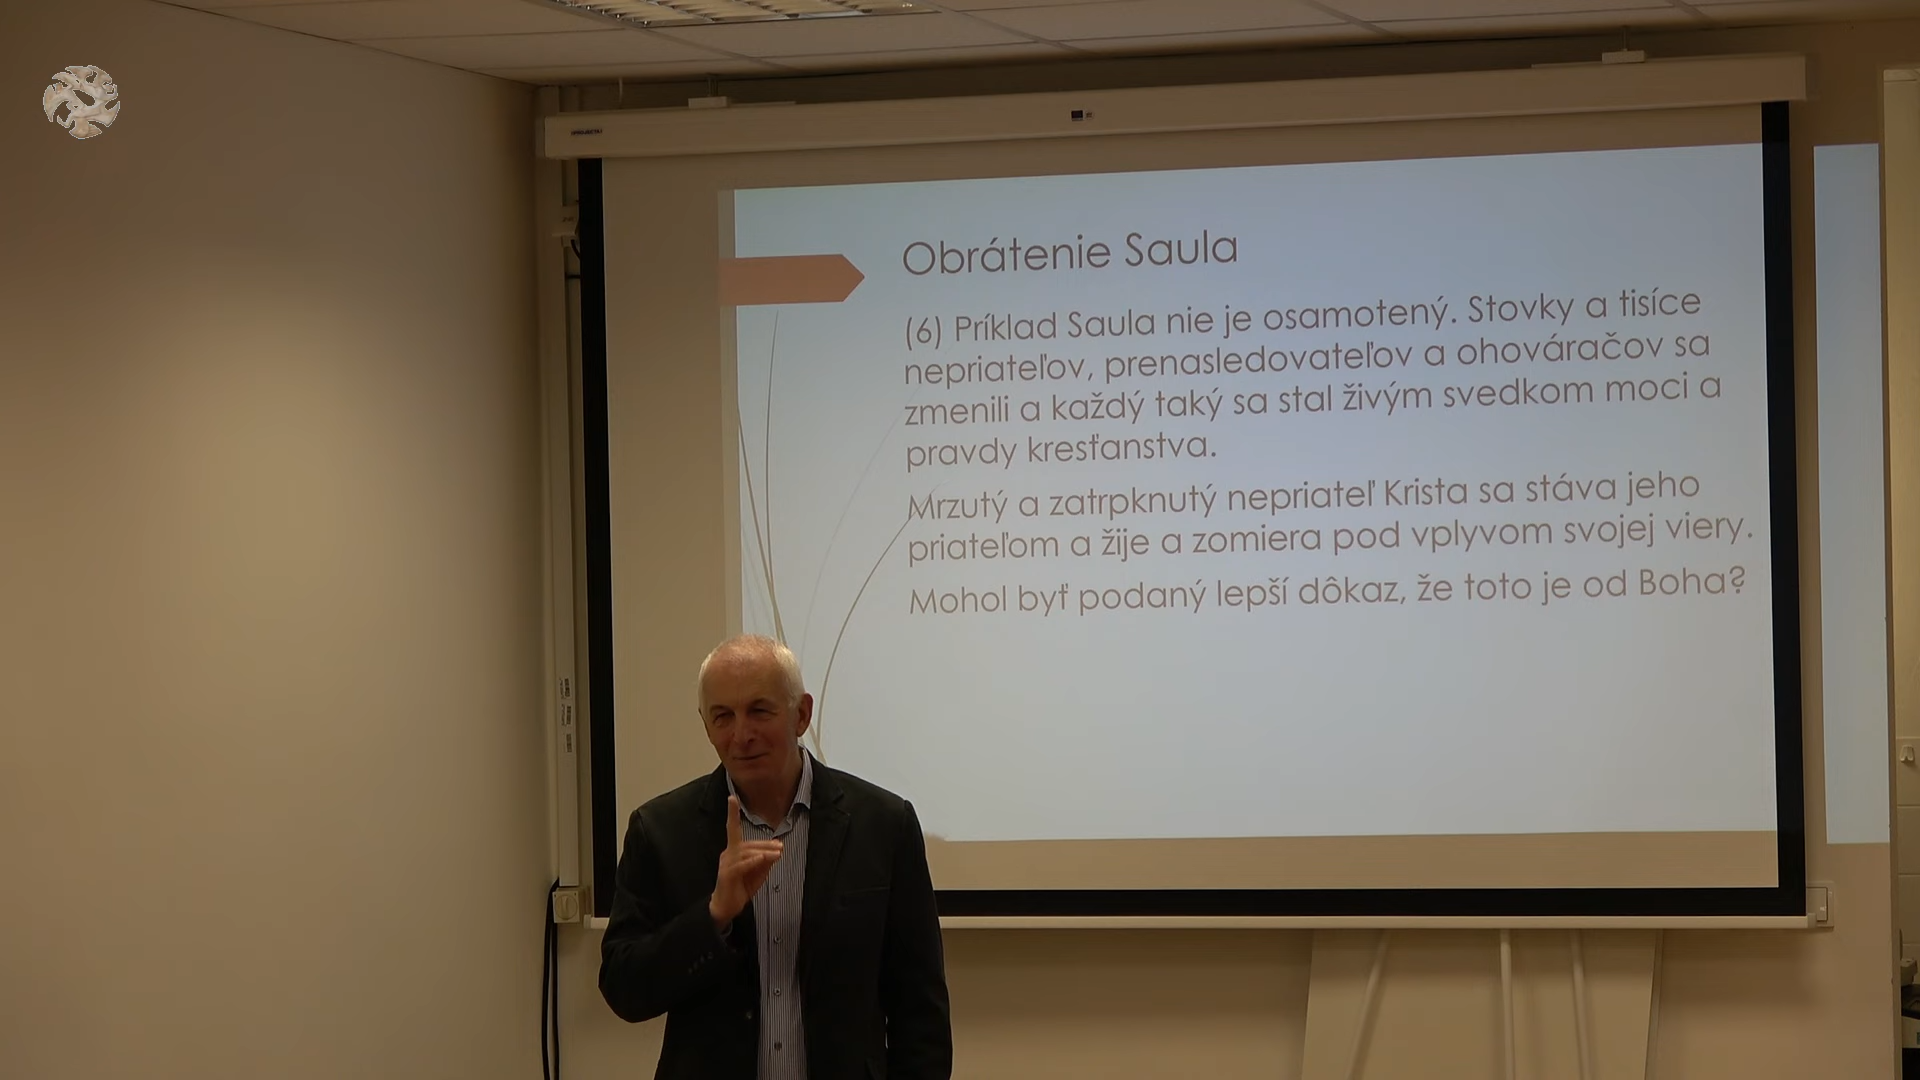 Obrátenie Saula
(6) Príklad Saula nie je osamotený. Stovky a tisíce
nepriateľov, prenasledovateľov a ohováračov sa
zmenili a každý taký sa stal živým svedkom moci a
pravdy kresťanstva.
Mrzutý a zatrpknutý nepriateľ Krista sa stáva jeho
priateľom a žije a zomiera pod vplyvom svojej viery.
Mohol byť podaný lepší dôkaz, že toto je od Boha?